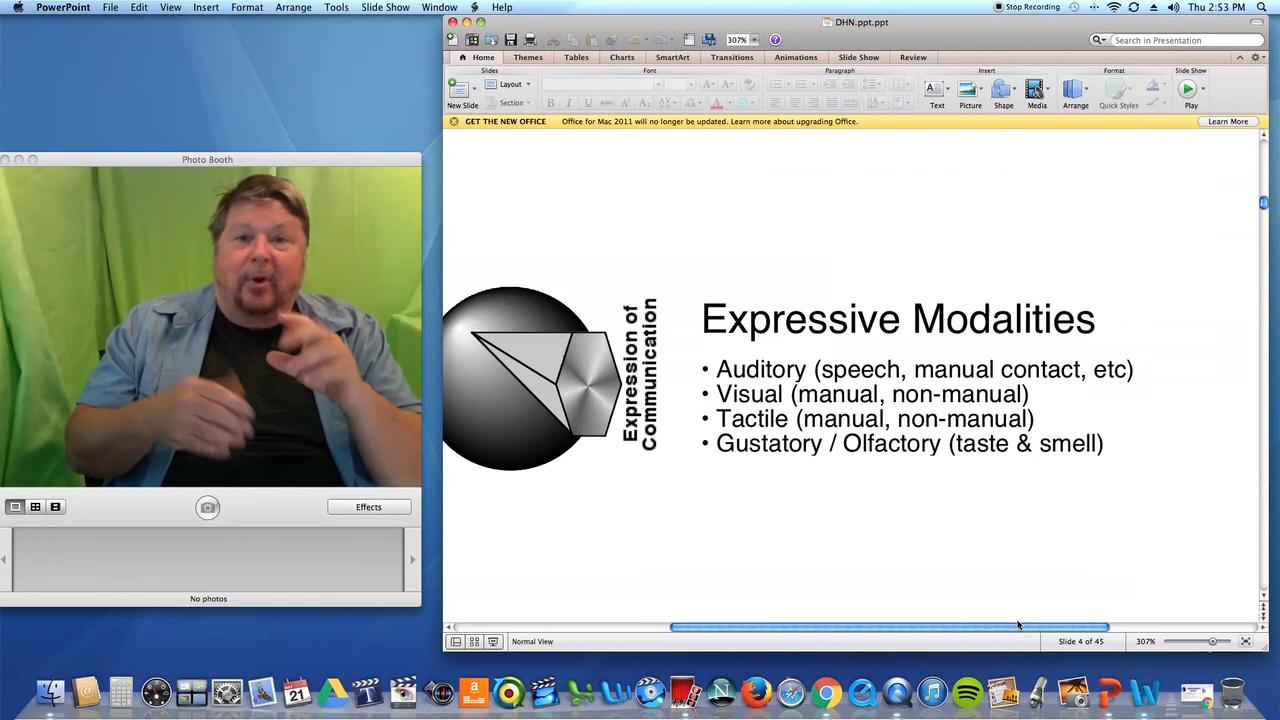 PowerPoint File Edit View Insert Format Arrange Tools Slide Show Window Help
Stop Recording Thu 2:53 PM
Photo Booth
Effects
No photos
DHN.ppt.ppt
307% Search in Presentation
Home Themes Tables Charts SmartArt Transitions Animations Slide Show Review
Slides Font Paragraph Insert Format Slide Show
Layout
Section
New Slide Text Picture Shape Media Arrange Quick Styles Play
GET THE NEW OFFICE Office for Mac 2011 will no longer be updated. Learn more about upgrading Office. Learn More
Expression of
Communication
Expressive Modalities
• Auditory (speech, manual contact, etc)
• Visual (manual, non-manual)
• Tactile (manual, non-manual)
• Gustatory / Olfactory (taste & smell)
Normal View Slide 4 of 45 307%